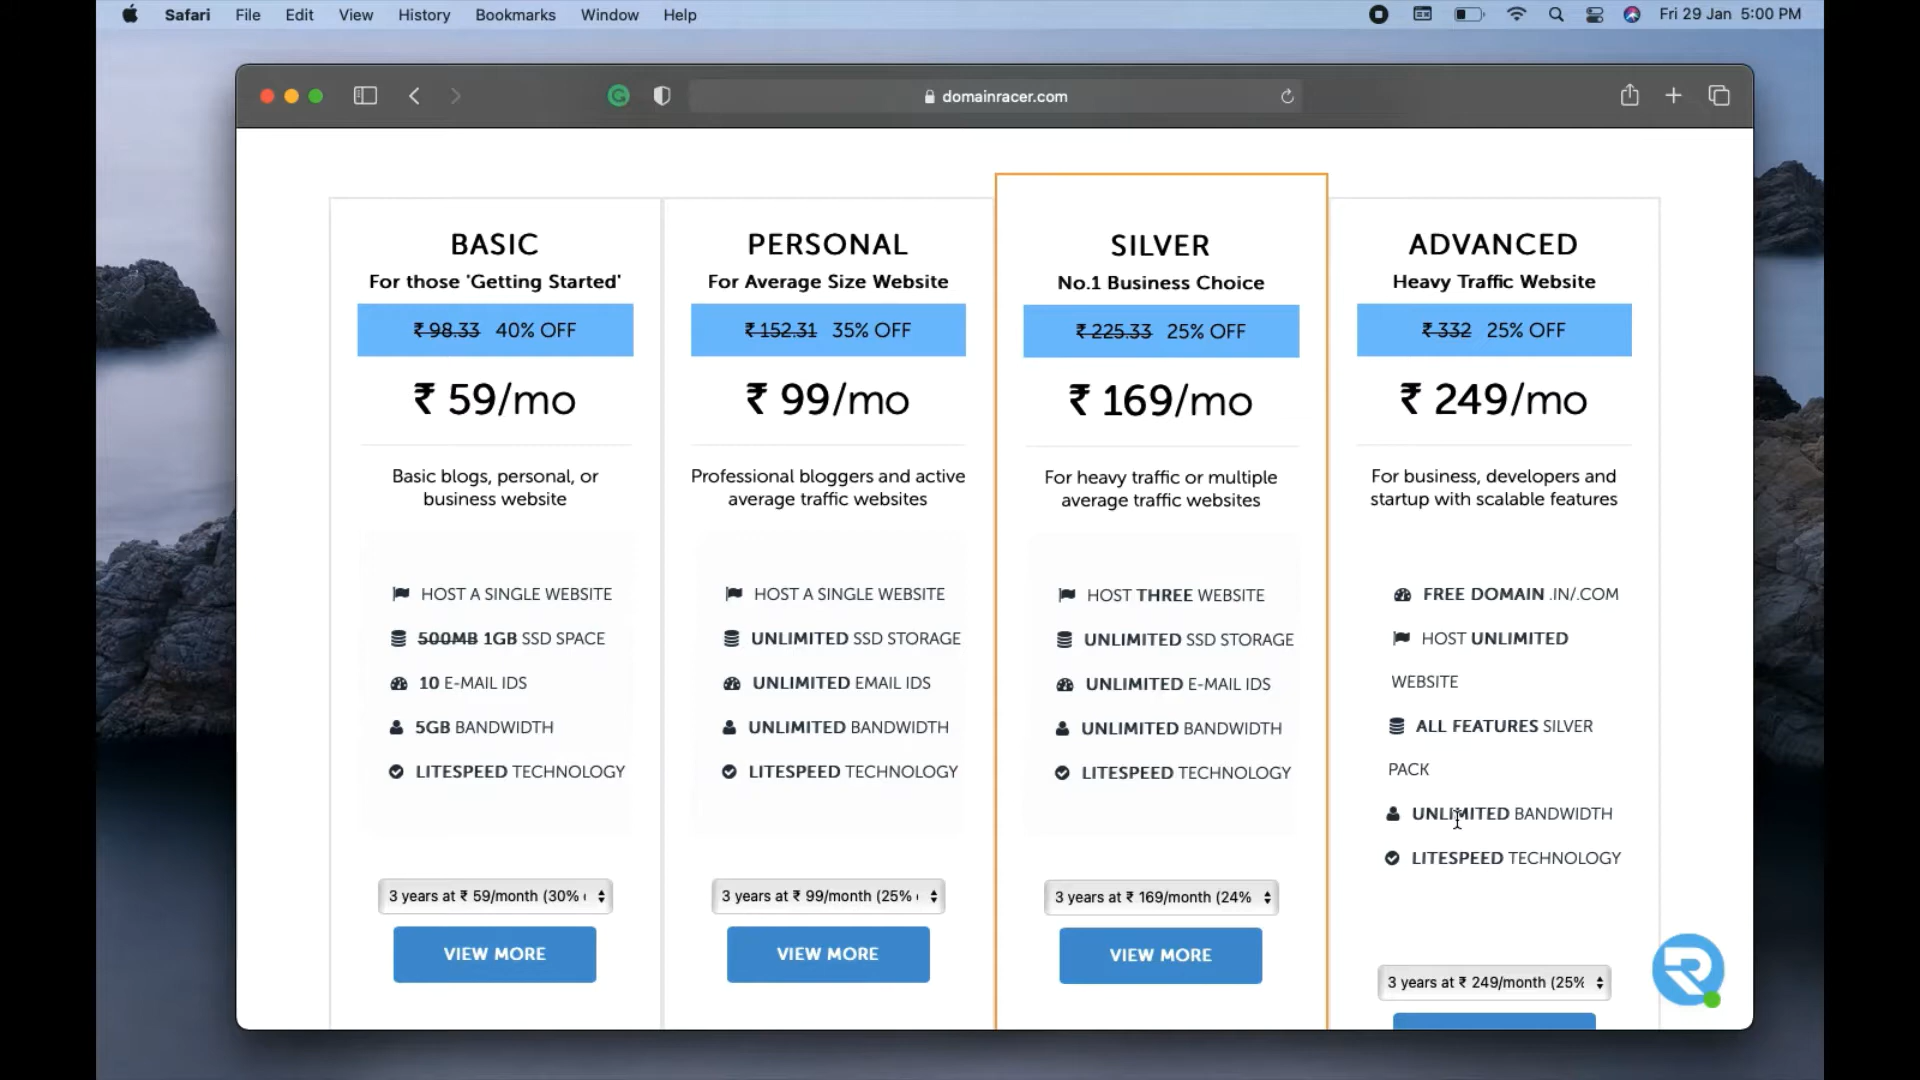 Safari File Edit View History Bookmarks Window Help Fri 29 Jan 5:00 PM
domainracer.com
BASIC
For those 'Getting Started'
₹ 98.33 40% OFF
₹ 59/mo
Basic blogs, personal, or
business website
HOST A SINGLE WEBSITE
500MB 1GB SSD SPACE
10 E-MAIL IDS
5GB BANDWIDTH
LITESPEED TECHNOLOGY
3 years at ₹ 59/month (30%
VIEW MORE
PERSONAL
For Average Size Website
₹ 152.31 35% OFF
₹ 99/mo
Professional bloggers and active
average traffic websites
HOST A SINGLE WEBSITE
UNLIMITED SSD STORAGE
UNLIMITED EMAIL IDS
UNLIMITED BANDWIDTH
LITESPEED TECHNOLOGY
3 years at ₹ 99/month (25%
VIEW MORE
SILVER
No.1 Business Choice
₹ 225.33 25% OFF
₹ 169/mo
For heavy traffic or multiple
average traffic websites
HOST THREE WEBSITE
UNLIMITED SSD STORAGE
UNLIMITED E-MAIL IDS
UNLIMITED BANDWIDTH
LITESPEED TECHNOLOGY
3 years at ₹ 169/month (24%
VIEW MORE
ADVANCED
Heavy Traffic Website
₹ 332 25% OFF
₹ 249/mo
For business, developers and
startup with scalable features
FREE DOMAIN .IN/.COM
HOST UNLIMITED
WEBSITE
ALL FEATURES SILVER
PACK
UNLIMITED BANDWIDTH
LITESPEED TECHNOLOGY
3 years at ₹ 249/month (25%